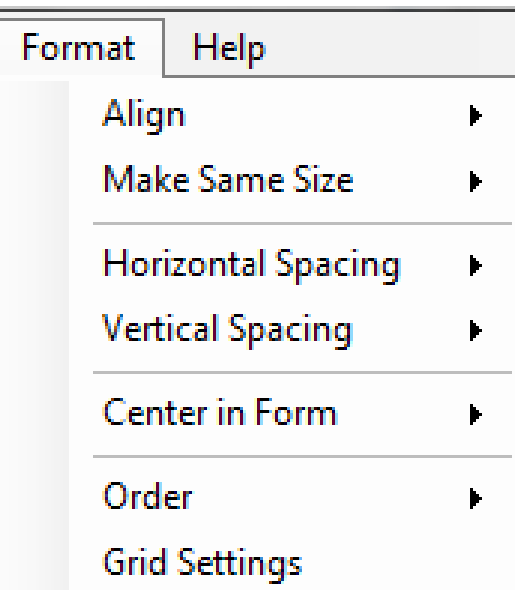 Format Help
Align
Make Same Size
Horizontal Spacing
Vertical Spacing
Center in Form
Order
Grid Settings